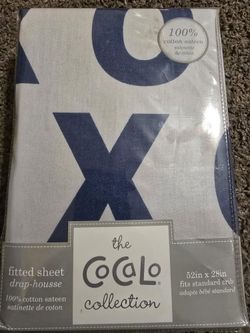 X O
100%
cotton sateen
satinette
de coton
X
the
COCALO
collection
fitted sheet
drap-housse
100% cotton sateen
satinette de coton
52in x 28in
fits standard crib
adapté bébé standard